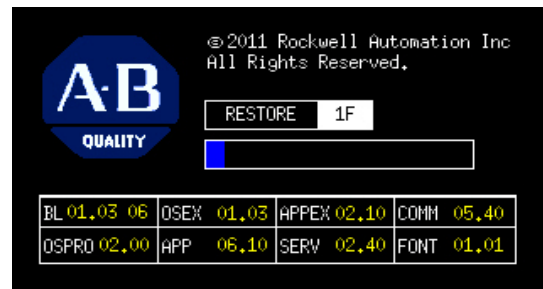 ©2011 Rockwell Automation Inc
All Rights Reserved.
A·B
QUALITY
RESTORE 1F
BL 01.03 06 OSEX 01.03 APPEX 02.10 COMM 05.40
OSPRO 02.00 APP 06.10 SERV 02.40 FONT 01.01